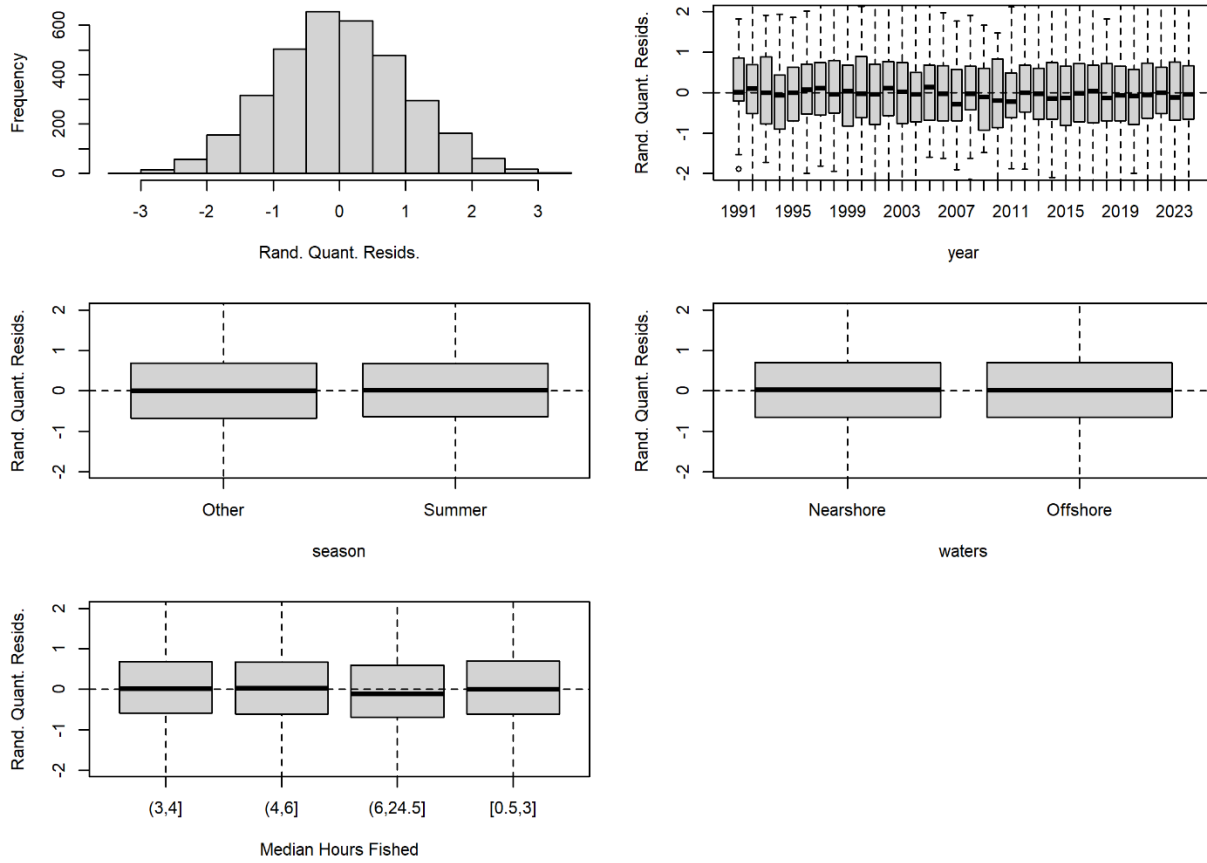 Frequency
600
400
200
0
-3 -2 -1 0 1 2 3
Rand. Quant. Resids.
Rand. Quant. Resids.
2
1
0
-1
-2
1991 1995 1999 2003 2007 2011 2015 2019 2023
year
Rand. Quant. Resids.
2
1
0
-1
-2
Other Summer
season
Rand. Quant. Resids.
2
1
0
-1
-2
Nearshore Offshore
waters
Rand. Quant. Resids.
2
1
0
-1
-2
(3,4] (4,6] (6,24.5] [0.5,3]
Median Hours Fished